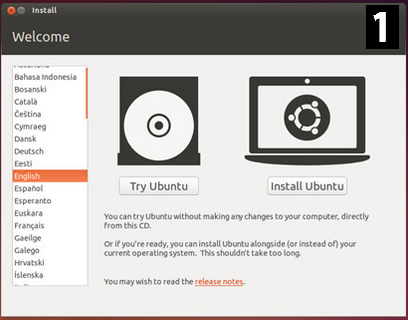 Install
1
Welcome
Bahasa Indonesia
Bosanski
Català
Čeština
Cymraeg
Dansk
Deutsch
Eesti
English
Español
Esperanto
Euskara
Français
Gaeilge
Galego
Hrvatski
Íslenska
Try Ubuntu
Install Ubuntu
You can try Ubuntu without making any changes to your computer, directly
from this CD.
Or if you're ready, you can install Ubuntu alongside (or instead of) your
current operating system. This shouldn't take too long.
You may wish to read the release notes.